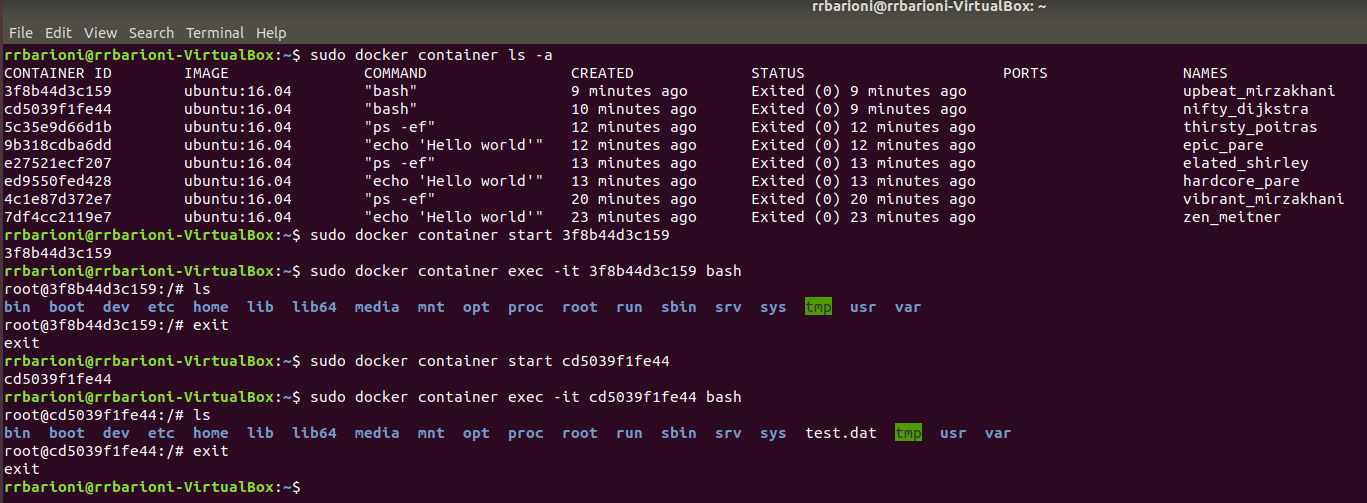 rrbarioni@rrbarioni-VirtualBox: ~
File Edit View Search Terminal Help
rrbarioni@rrbarioni-VirtualBox:~$ sudo docker container ls -a
CONTAINER ID        IMAGE               COMMAND                CREATED             STATUS                      PORTS               NAMES
3f8b44d3c159        ubuntu:16.04        "bash"                 9 minutes ago       Exited (0) 9 minutes ago                        upbeat_mirzakhani
cd5039f1fe44        ubuntu:16.04        "bash"                 10 minutes ago      Exited (0) 9 minutes ago                        nifty_dijkstra
5c35e9d66d1b        ubuntu:16.04        "ps -ef"               12 minutes ago      Exited (0) 12 minutes ago                       thirsty_poitras
9b318cdba6dd        ubuntu:16.04        "echo 'Hello world'"   12 minutes ago      Exited (0) 12 minutes ago                       epic_pare
e27521ecf207        ubuntu:16.04        "ps -ef"               13 minutes ago      Exited (0) 13 minutes ago                       elated_shirley
ed9550fed428        ubuntu:16.04        "echo 'Hello world'"   13 minutes ago      Exited (0) 13 minutes ago                       hardcore_pare
4c1e87d372e7        ubuntu:16.04        "ps -ef"               20 minutes ago      Exited (0) 20 minutes ago                       vibrant_mirzakhani
7df4cc2119e7        ubuntu:16.04        "echo 'Hello world'"   23 minutes ago      Exited (0) 23 minutes ago                       zen_meitner
rrbarioni@rrbarioni-VirtualBox:~$ sudo docker container start 3f8b44d3c159
3f8b44d3c159
rrbarioni@rrbarioni-VirtualBox:~$ sudo docker container exec -it 3f8b44d3c159 bash
root@3f8b44d3c159:/# ls
bin  boot  dev  etc  home  lib  lib64  media  mnt  opt  proc  root  run  sbin  srv  sys  tmp  usr  var
root@3f8b44d3c159:/# exit
exit
rrbarioni@rrbarioni-VirtualBox:~$ sudo docker container start cd5039f1fe44
cd5039f1fe44
rrbarioni@rrbarioni-VirtualBox:~$ sudo docker container exec -it cd5039f1fe44 bash
root@cd5039f1fe44:/# ls
bin  boot  dev  etc  home  lib  lib64  media  mnt  opt  proc  root  run  sbin  srv  sys  test.dat  tmp  usr  var
root@cd5039f1fe44:/# exit
exit
rrbarioni@rrbarioni-VirtualBox:~$